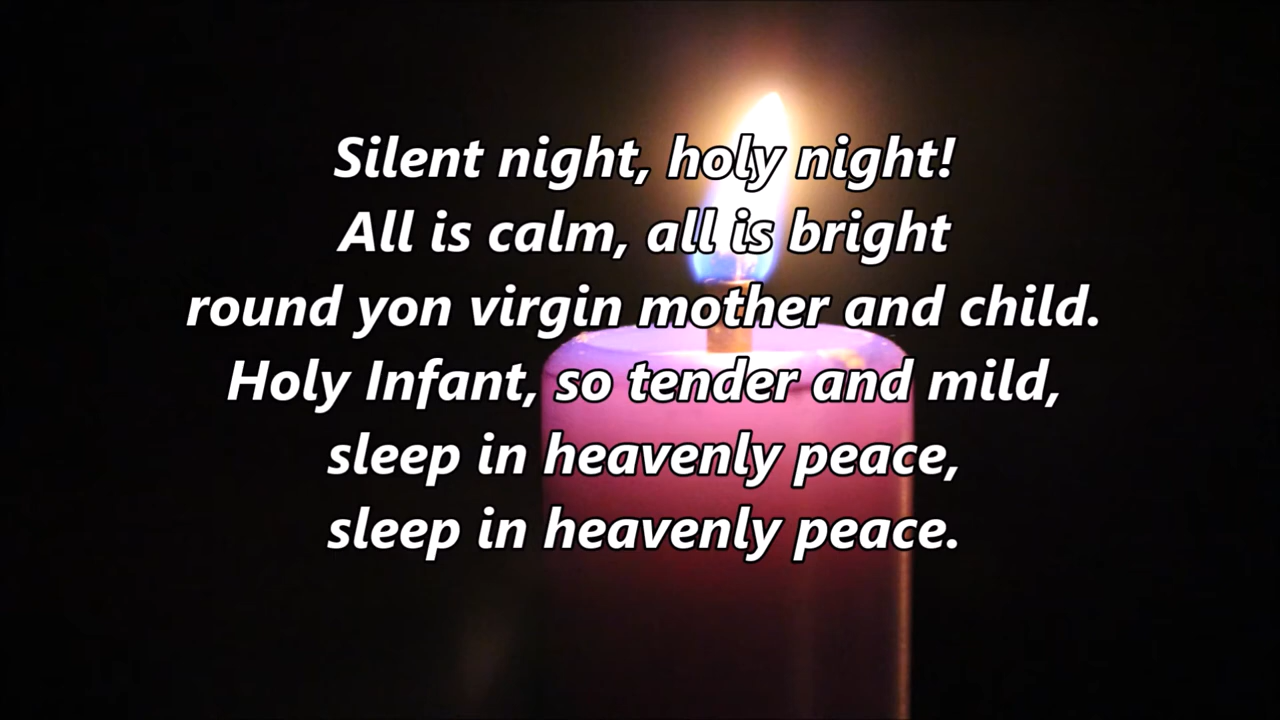 Silent night, holy night!
All is calm, all is bright
round yon virgin mother and child.
Holy Infant, so tender and mild,
sleep in heavenly peace,
sleep in heavenly peace.